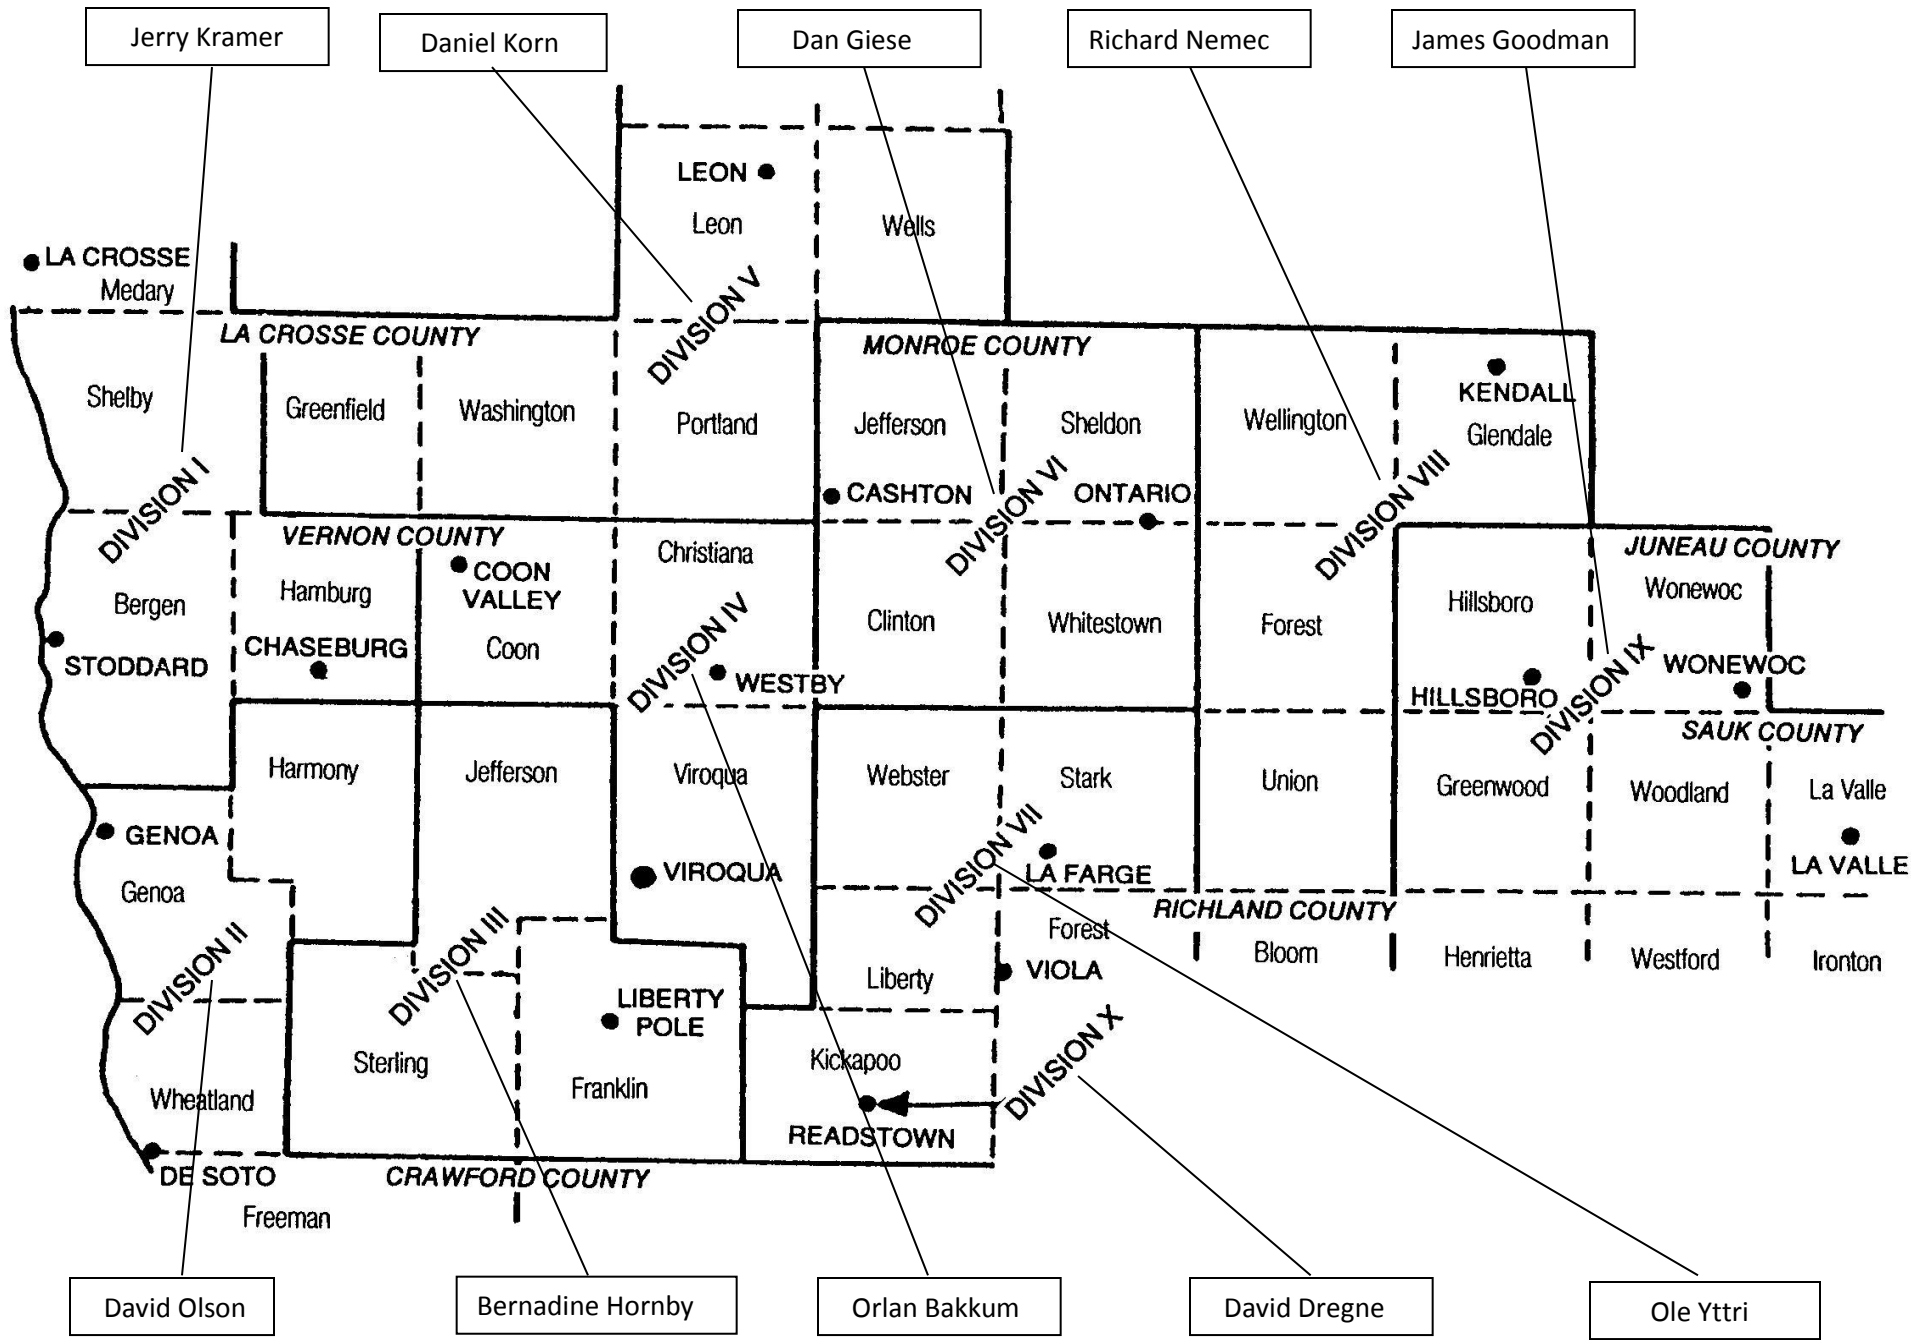 Jerry Kramer
Daniel Korn
Dan Giese
Richard Nemec
James Goodman
LEON
Leon
Wells
LA CROSSE
Medary
DIVISION V
LA CROSSE COUNTY
MONROE COUNTY
Shelby
Greenfield
Washington
Portland
Jefferson
Sheldon
Wellington
KENDALL
Glendale
DIVISION I
CASHTON
DIVISION VI
ONTARIO
DIVISION VIII
VERNON COUNTY
JUNEAU COUNTY
Christiana
COON
VALLEY
Bergen
Hamburg
Coon
Clinton
Whitestown
Forest
Hillsboro
Wonewoc
STODDARD
CHASEBURG
DIVISION IV
WESTBY
HILLSBORO
DIVISION IX
WONEWOC
SAUK COUNTY
Harmony
Jefferson
Viroqua
Webster
Stark
Union
Greenwood
Woodland
La Valle
GENOA
Genoa
VIROQUA
DIVISION VII
LA FARGE
LA VALLE
RICHLAND COUNTY
DIVISION II
DIVISION III
Forest
Bloom
Henrietta
Westford
Ironton
Liberty
VIOLA
LIBERTY
POLE
Sterling
Franklin
Kickapoo
DIVISION X
Wheatland
READSTOWN
DE SOTO
CRAWFORD COUNTY
Freeman
David Olson
Bernadine Hornby
Orlan Bakkum
David Dregne
Ole Yttri